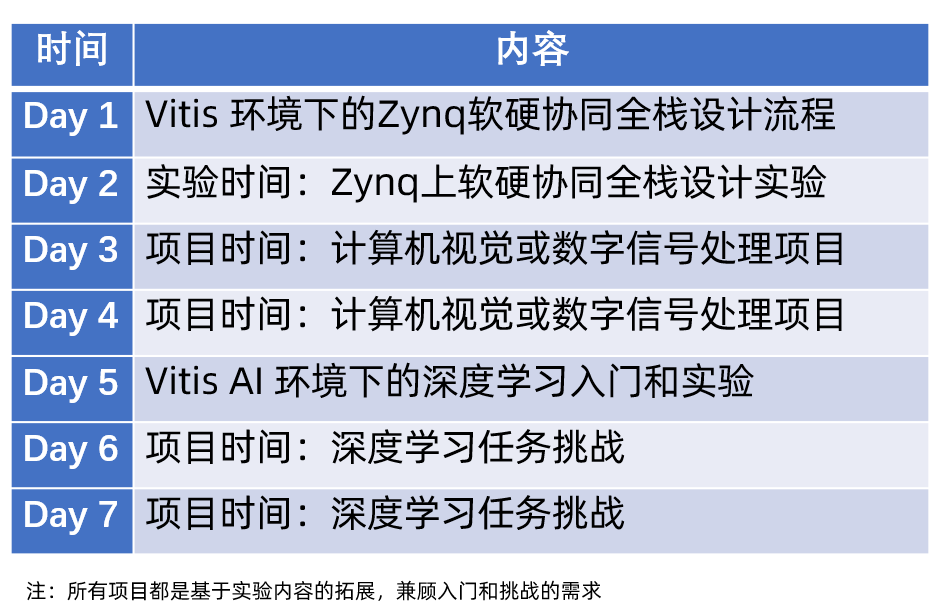 时间 内容
Day 1 Vitis 环境下的Zynq软硬协同全栈设计流程
Day 2 实验时间：Zynq上软硬协同全栈设计实验
Day 3 项目时间：计算机视觉或数字信号处理项目
Day 4 项目时间：计算机视觉或数字信号处理项目
Day 5 Vitis AI 环境下的深度学习入门和实验
Day 6 项目时间：深度学习任务挑战
Day 7 项目时间：深度学习任务挑战
注：所有项目都是基于实验内容的拓展，兼顾入门和挑战的需求